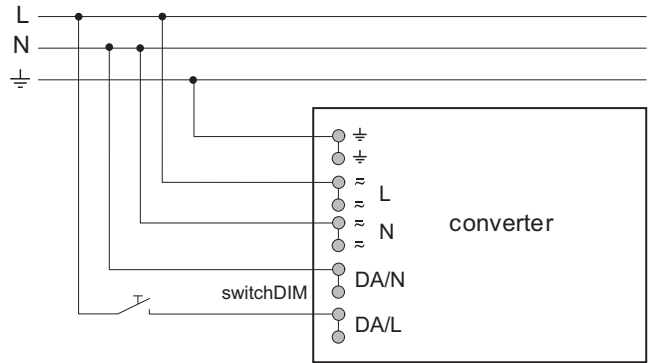 L
N
L
N
converter
DA/N
switchDIM
DA/L